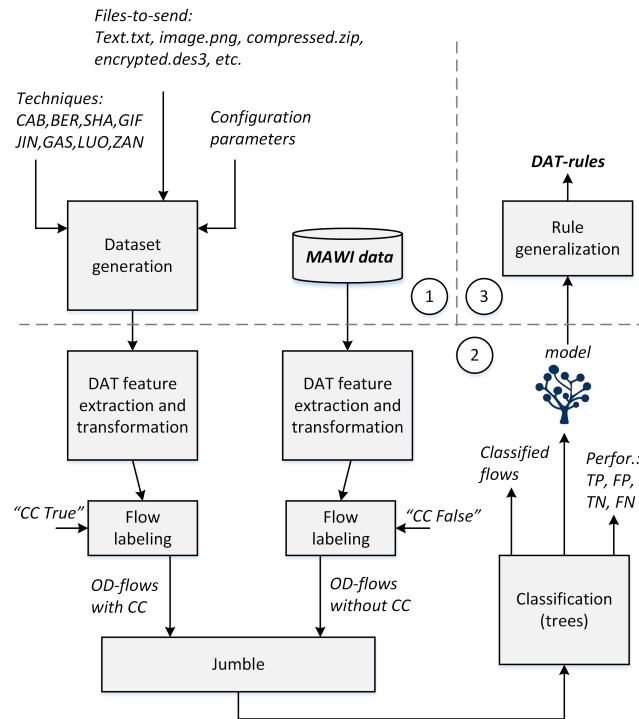 Files-to-send:
Text.txt, image.png, compressed.zip,
encrypted.des3, etc.
Techniques:
CAB,BER,SHA,GIF
JIN,GAS,LUO,ZAN
Configuration
parameters
Dataset
generation
MAWI data
1
3
DAT-rules
Rule
generalization
2
DAT feature
extraction and
transformation
DAT feature
extraction and
transformation
model
Classified
flows
Perfor.:
TP, FP,
TN, FN
“CC True”
Flow
labeling
Flow
labeling
“CC False”
OD-flows
with CC
OD-flows
without CC
Classification
(trees)
Jumble